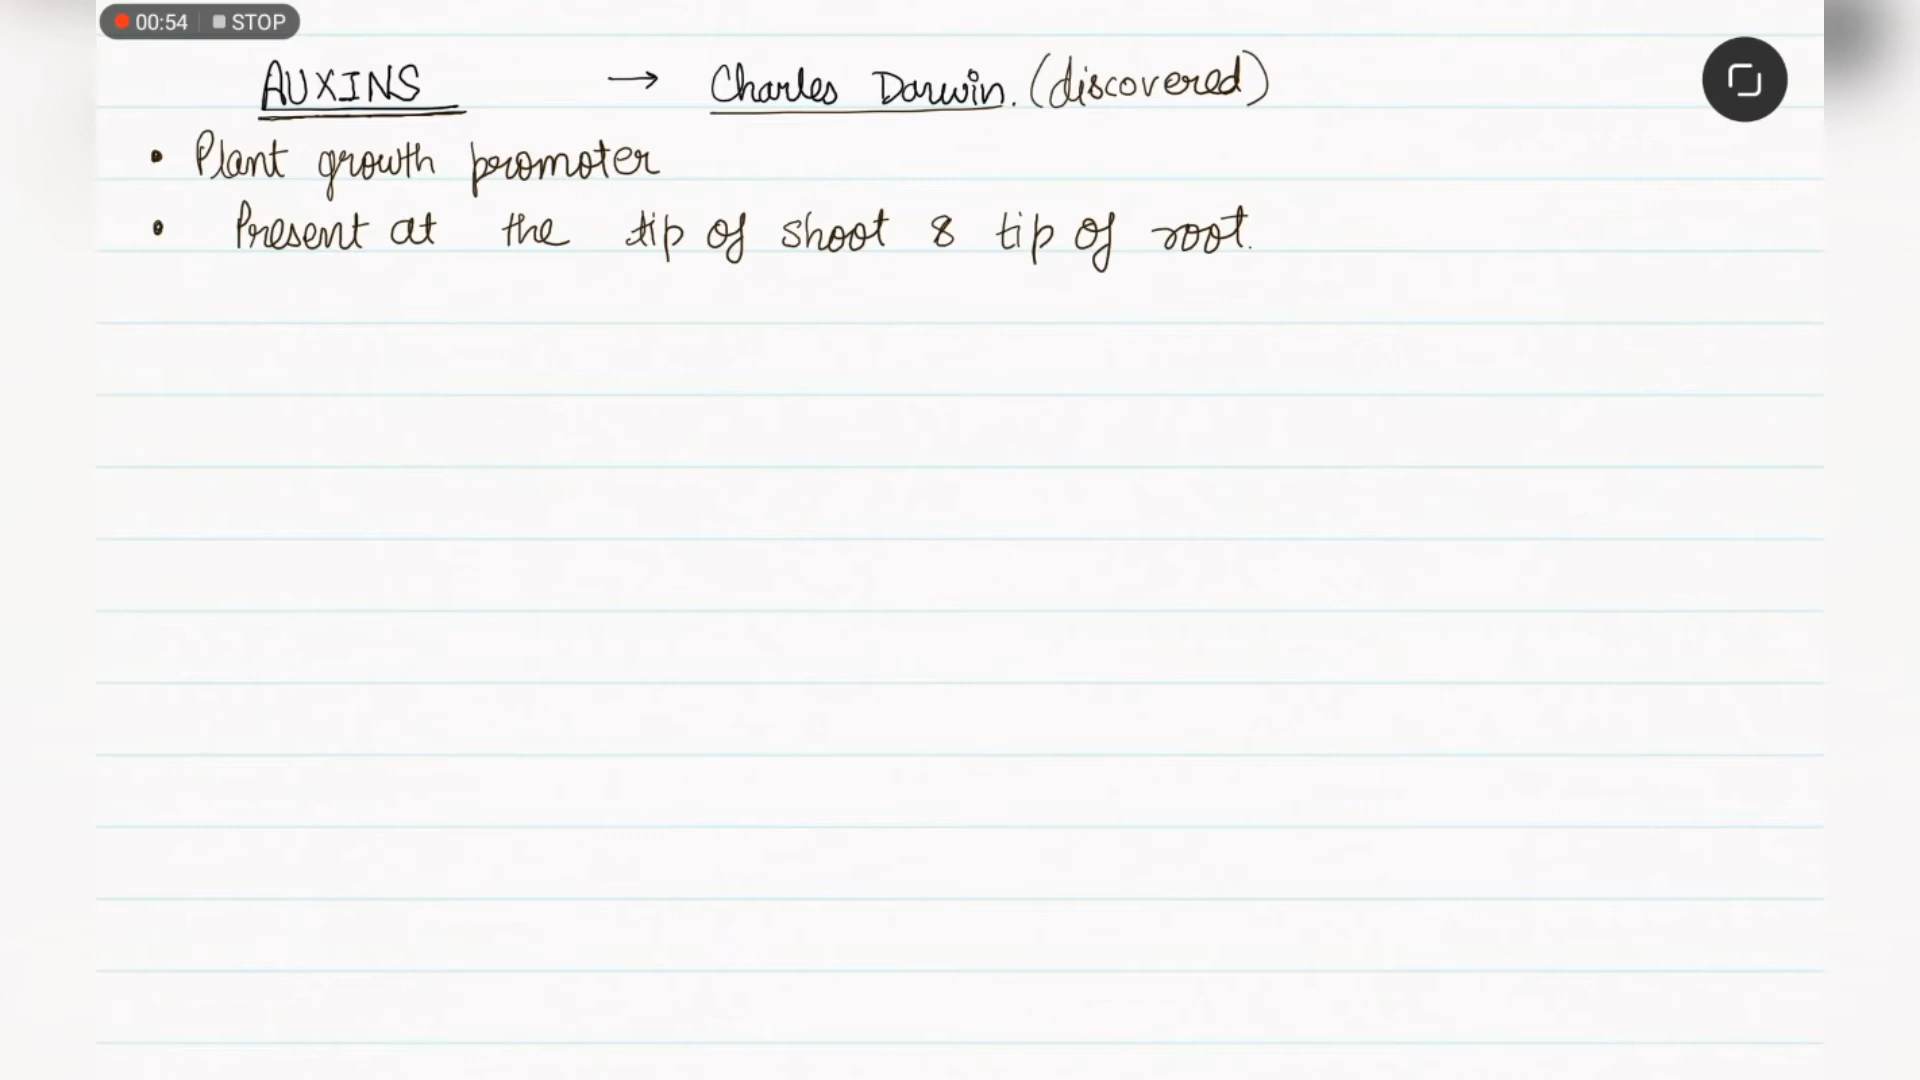 00:54 STOP
AUXINS → Charles Darwin. (discovered)
• Plant growth promoter
• Present at the tip of shoot & tip of root.